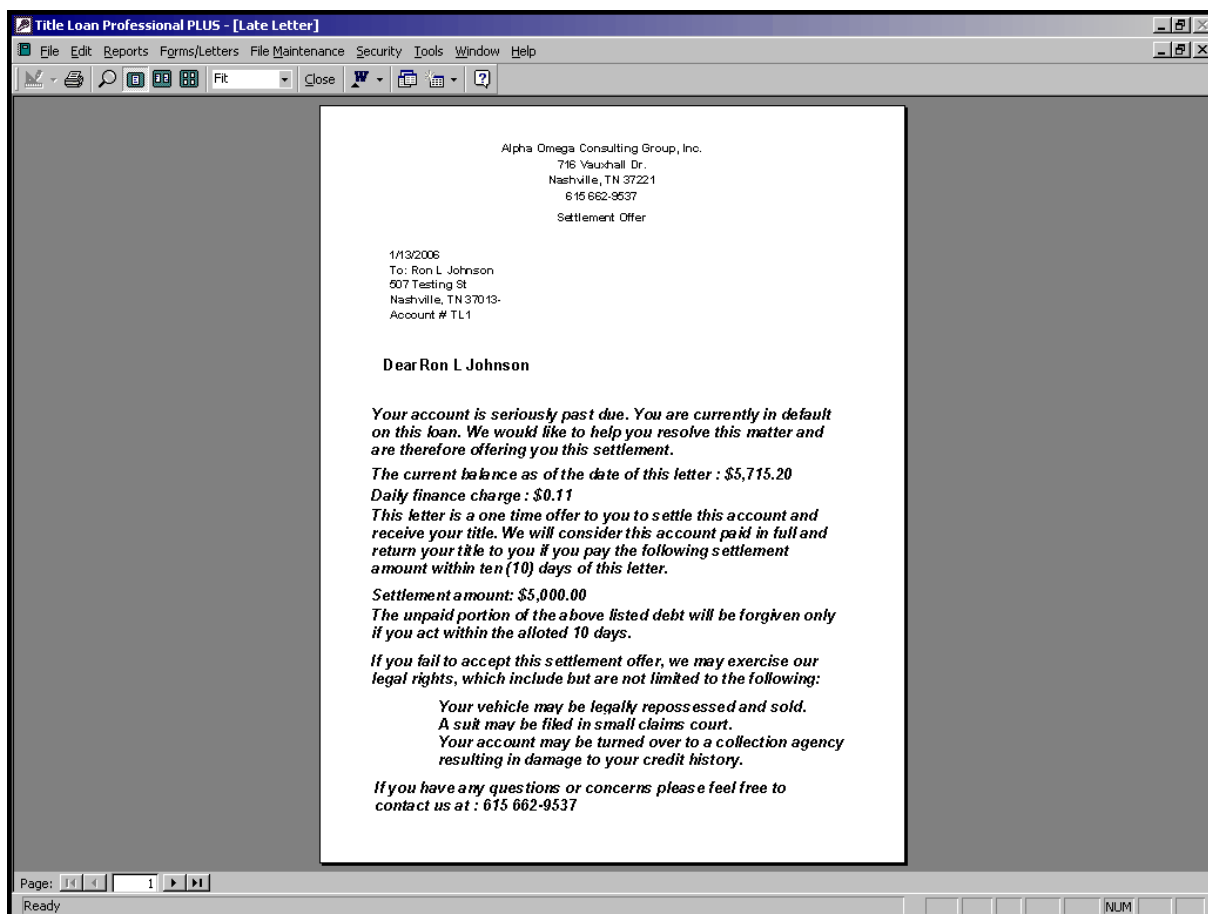 Title Loan Professional PLUS - [Late Letter]
File Edit Reports Forms/Letters File Maintenance Security Tools Window Help
Fit Close
Alpha Omega Consulting Group, Inc.
716 Vauxhall Dr.
Nashville, TN 37221
615 662-9537
Settlement Offer
1/13/2006
To: Ron L Johnson
507 Testing St
Nashville, TN 37013-
Account # TL1
Dear Ron L Johnson
Your account is seriously past due. You are currently in default
on this loan. We would like to help you resolve this matter and
are therefore offering you this settlement.
The current balance as of the date of this letter : $5,715.20
Daily finance charge : $0.11
This letter is a one time offer to you to settle this account and
receive your title. We will consider this account paid in full and
return your title to you if you pay the following settlement
amount within ten (10) days of this letter.
Settlement amount: $5,000.00
The unpaid portion of the above listed debt will be forgiven only
if you act within the alloted 10 days.
If you fail to accept this settlement offer, we may exercise our
legal rights, which include but are not limited to the following:
Your vehicle may be legally repossessed and sold.
A suit may be filed in small claims court.
Your account may be turned over to a collection agency
resulting in damage to your credit history.
If you have any questions or concerns please feel free to
contact us at : 615 662-9537
Page: 1
Ready NUM